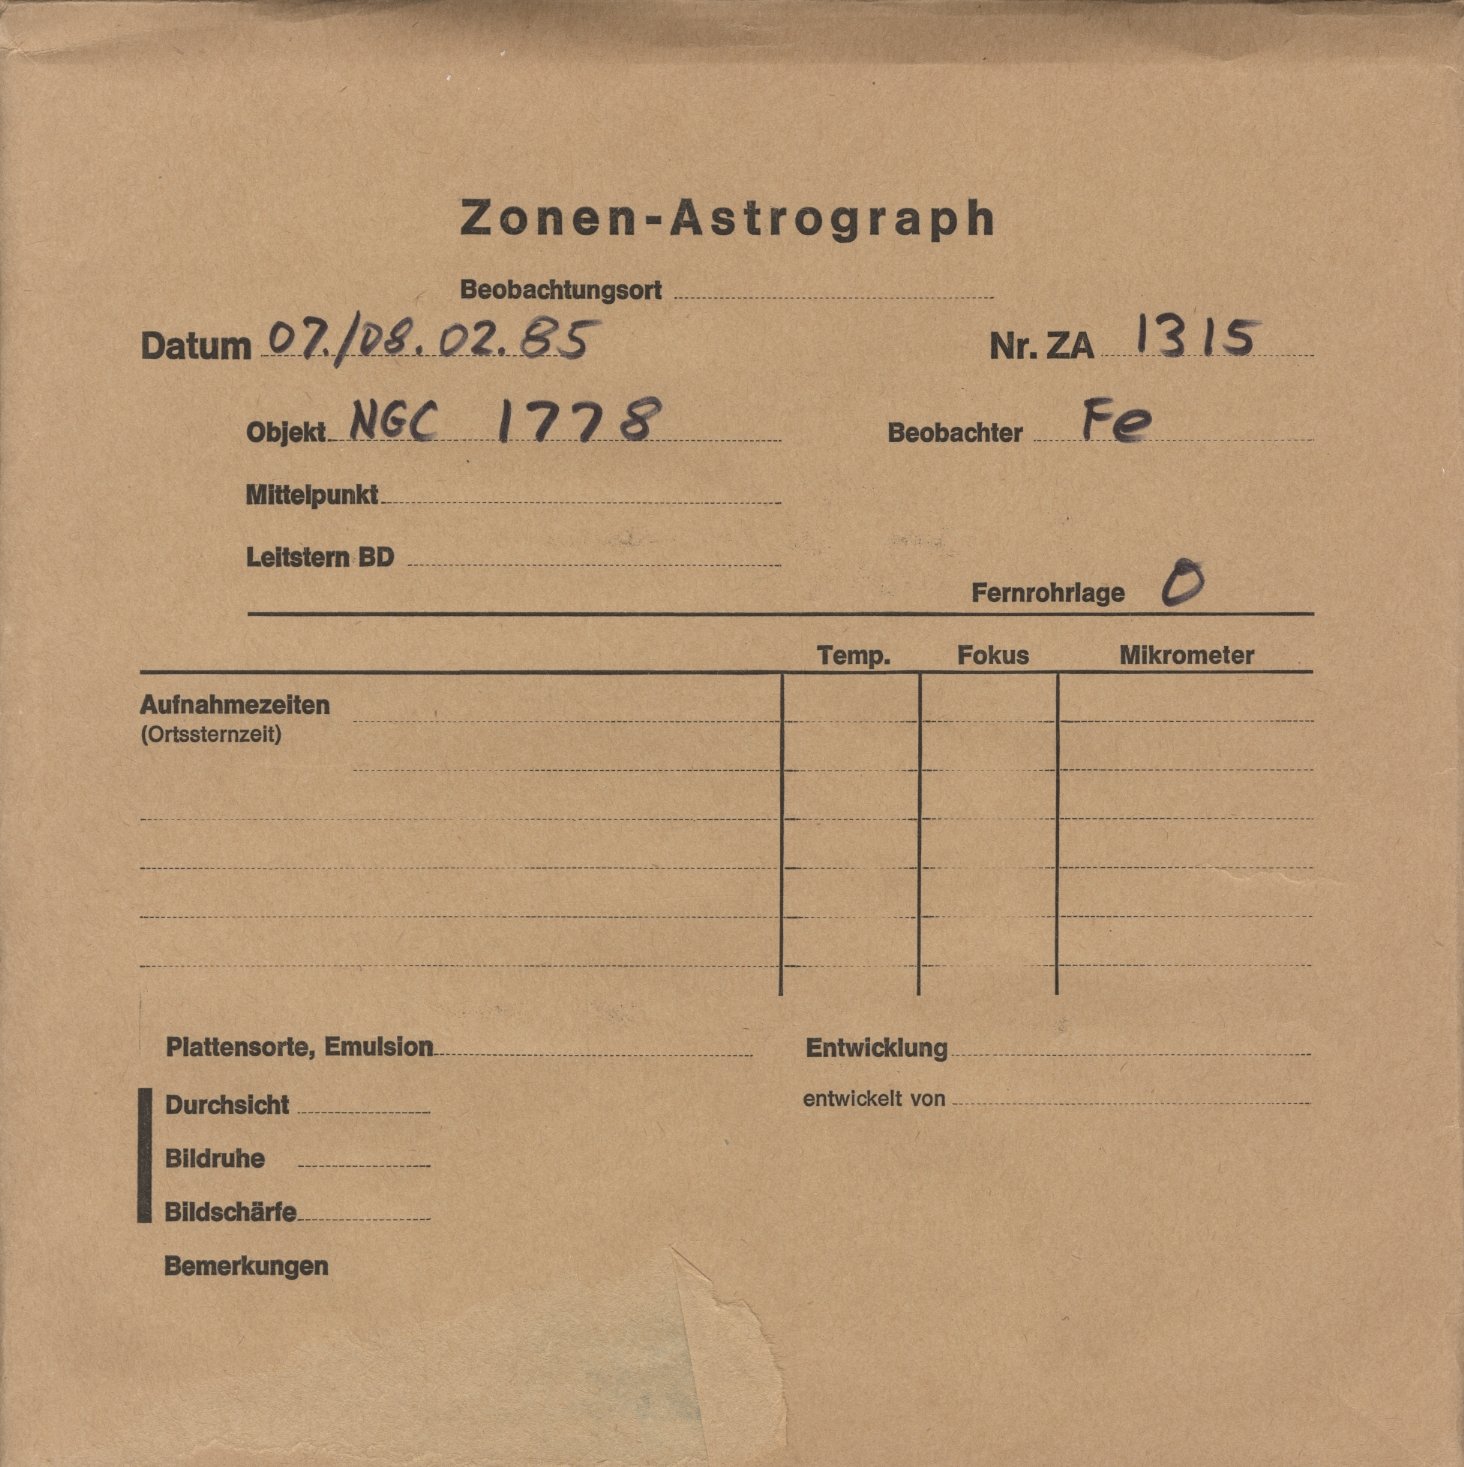 Zonen-Astrograph
Beobachtungsort
Datum 07./08.02.85 Nr. ZA 1315
Objekt NGC 1778 Beobachter Fe
Mittelpunkt
Leitstern BD
Fernrohrlage O
Temp. Fokus Mikrometer
Aufnahmezeiten
(Ortssternzeit)
Plattensorte, Emulsion Entwicklung
Durchsicht entwickelt von
Bildruhe
Bildschärfe
Bemerkungen